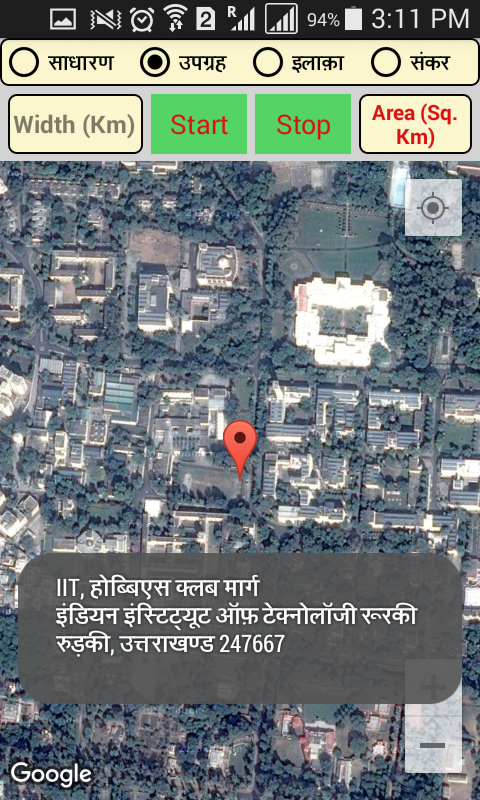 2 R 94% 3:11 PM
साधारण उपग्रह इलाक़ा संकर
Width (Km) Start Stop Area (Sq. Km)
IIT, होब्बिएस क्लब मार्ग
इंडियन इंस्टिट्यूट ऑफ़ टेक्नोलॉजी रूरकी
रुड़की, उत्तराखण्ड 247667
Google